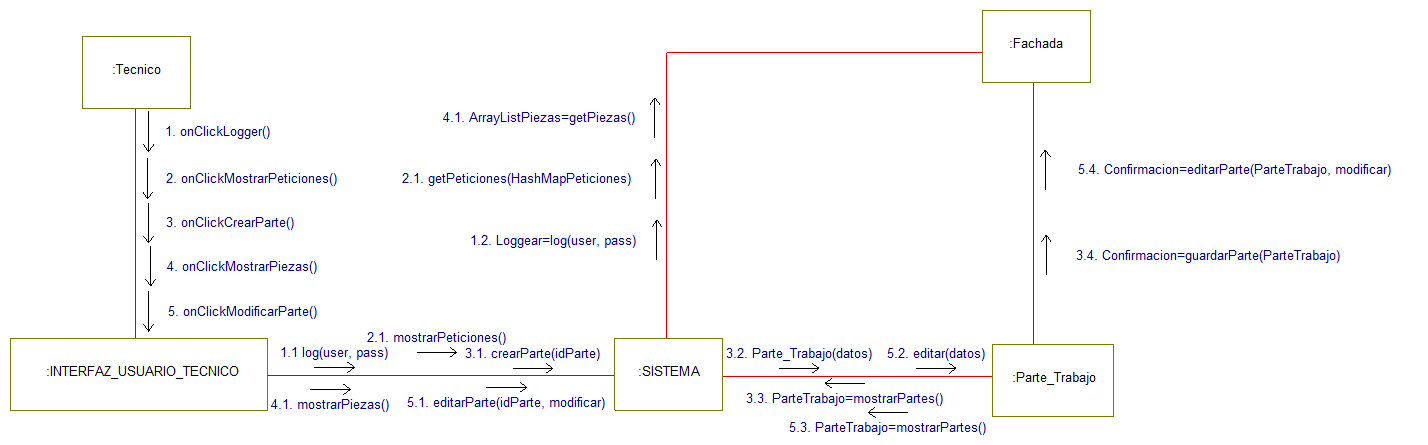 :Fachada
:Tecnico
4.1. ArrayListPiezas=getPiezas()
1. onClickLogger()
5.4. Confirmacion=editarParte(ParteTrabajo, modificar)
2. onClickMostrarPeticiones()
2.1. getPeticiones(HashMapPeticiones)
3. onClickCrearParte()
1.2. Loggear=log(user, pass)
3.4. Confirmacion=guardarParte(ParteTrabajo)
4. onClickMostrarPiezas()
5. onClickModificarParte()
2.1. mostrarPeticiones()
1.1 log(user, pass)
3.1. crearParte(idParte)
3.2. Parte_Trabajo(datos)
5.2. editar(datos)
:INTERFAZ_USUARIO_TECNICO
:SISTEMA
:Parte_Trabajo
4.1. mostrarPiezas()
5.1. editarParte(idParte, modificar)
3.3. ParteTrabajo=mostrarPartes()
5.3. ParteTrabajo=mostrarPartes()